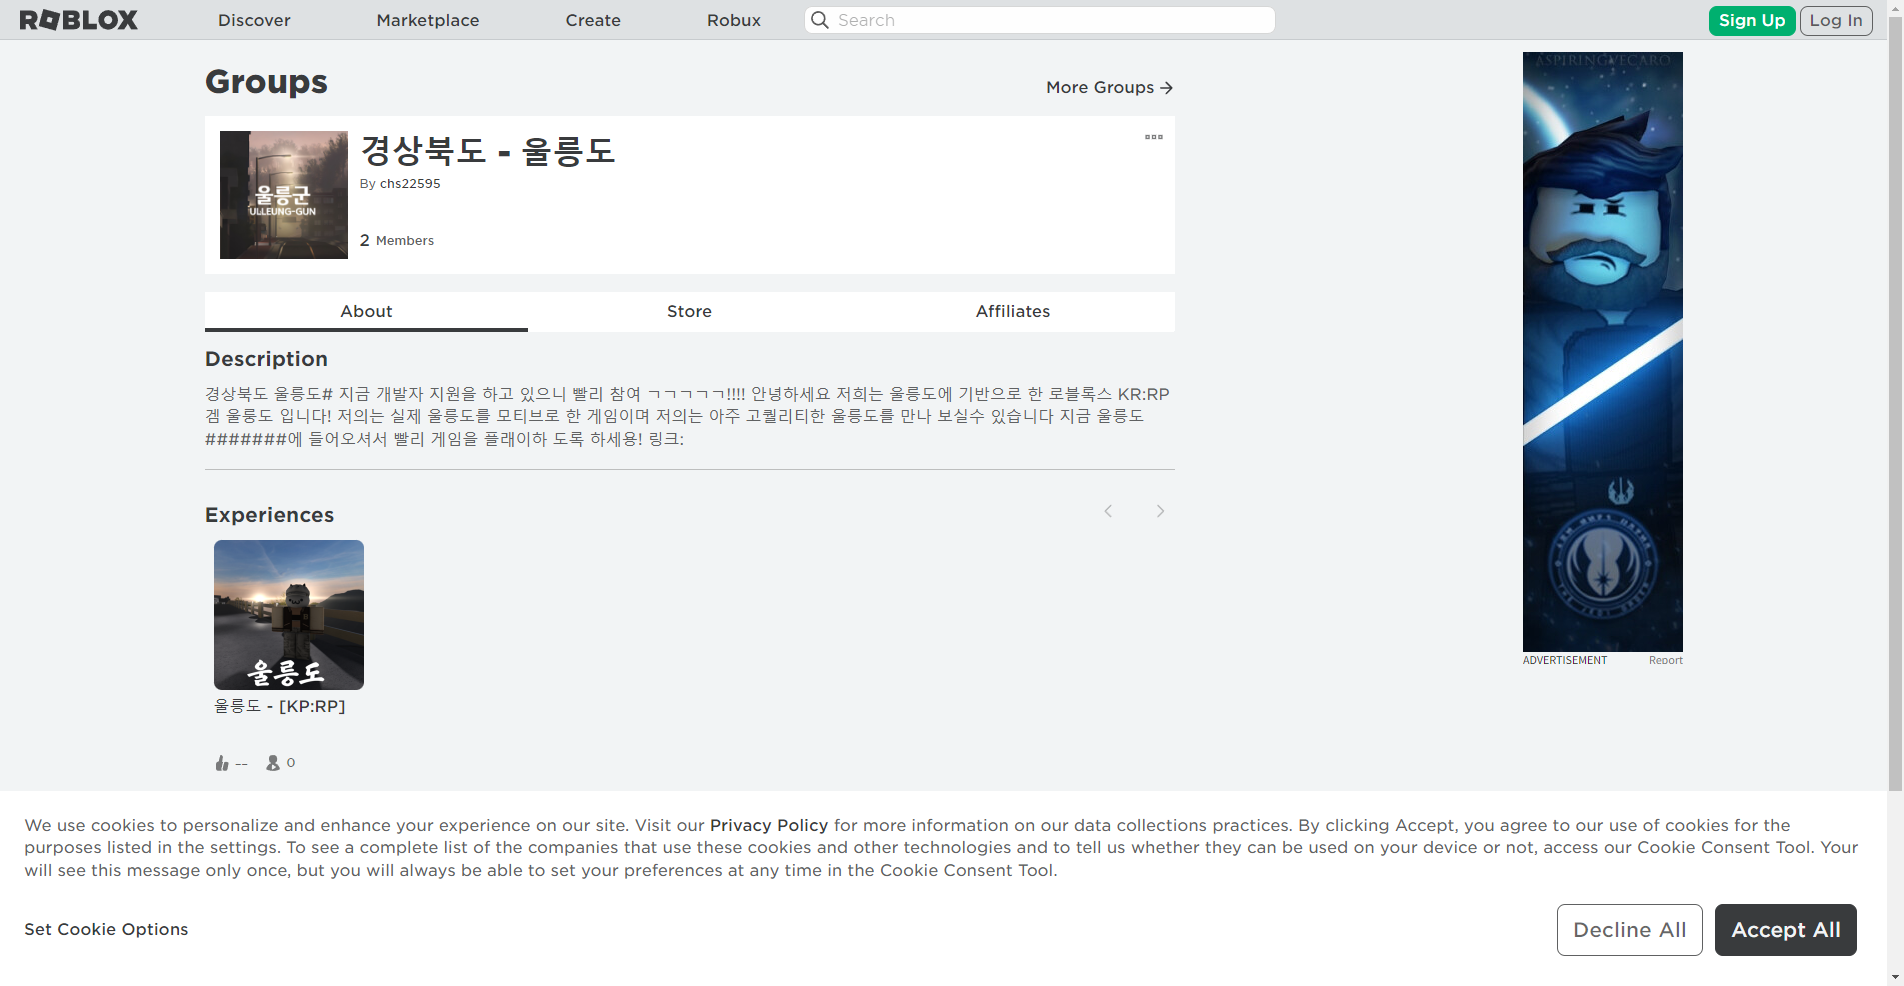 ROBLOX
Discover
Marketplace
Create
Robux
Search
Sign Up
Log In
Groups
More Groups
울릉군
ULLEUNG-GUN
경상북도 - 울릉도
By chs22595
2 Members
About
Store
Affiliates
Description
경상북도 울릉도# 지금 개발자 지원을 하고 있으니 빨리 참여 ㄱㄱㄱㄱㄱ!!!! 안녕하세요 저희는 울릉도에 기반으로 한 로블록스 KR:RP
겜 울릉도 입니다! 저의는 실제 울릉도를 모티브로 한 게임이며 저의는 아주 고퀄리티한 울릉도를 만나 보실수 있습니다 지금 울릉도
#######에 들어오셔서 빨리 게임을 플래이하 도록 하세용! 링크:
Experiences
울릉도
울릉도 - [KP:RP]
--
0
ASPIRINGVECARO
ADVERTISEMENT
Report
We use cookies to personalize and enhance your experience on our site. Visit our Privacy Policy for more information on our data collections practices. By clicking Accept, you agree to our use of cookies for the
purposes listed in the settings. To see a complete list of the companies that use these cookies and other technologies and to tell us whether they can be used on your device or not, access our Cookie Consent Tool. Your
will see this message only once, but you will always be able to set your preferences at any time in the Cookie Consent Tool.
Set Cookie Options
Decline All
Accept All